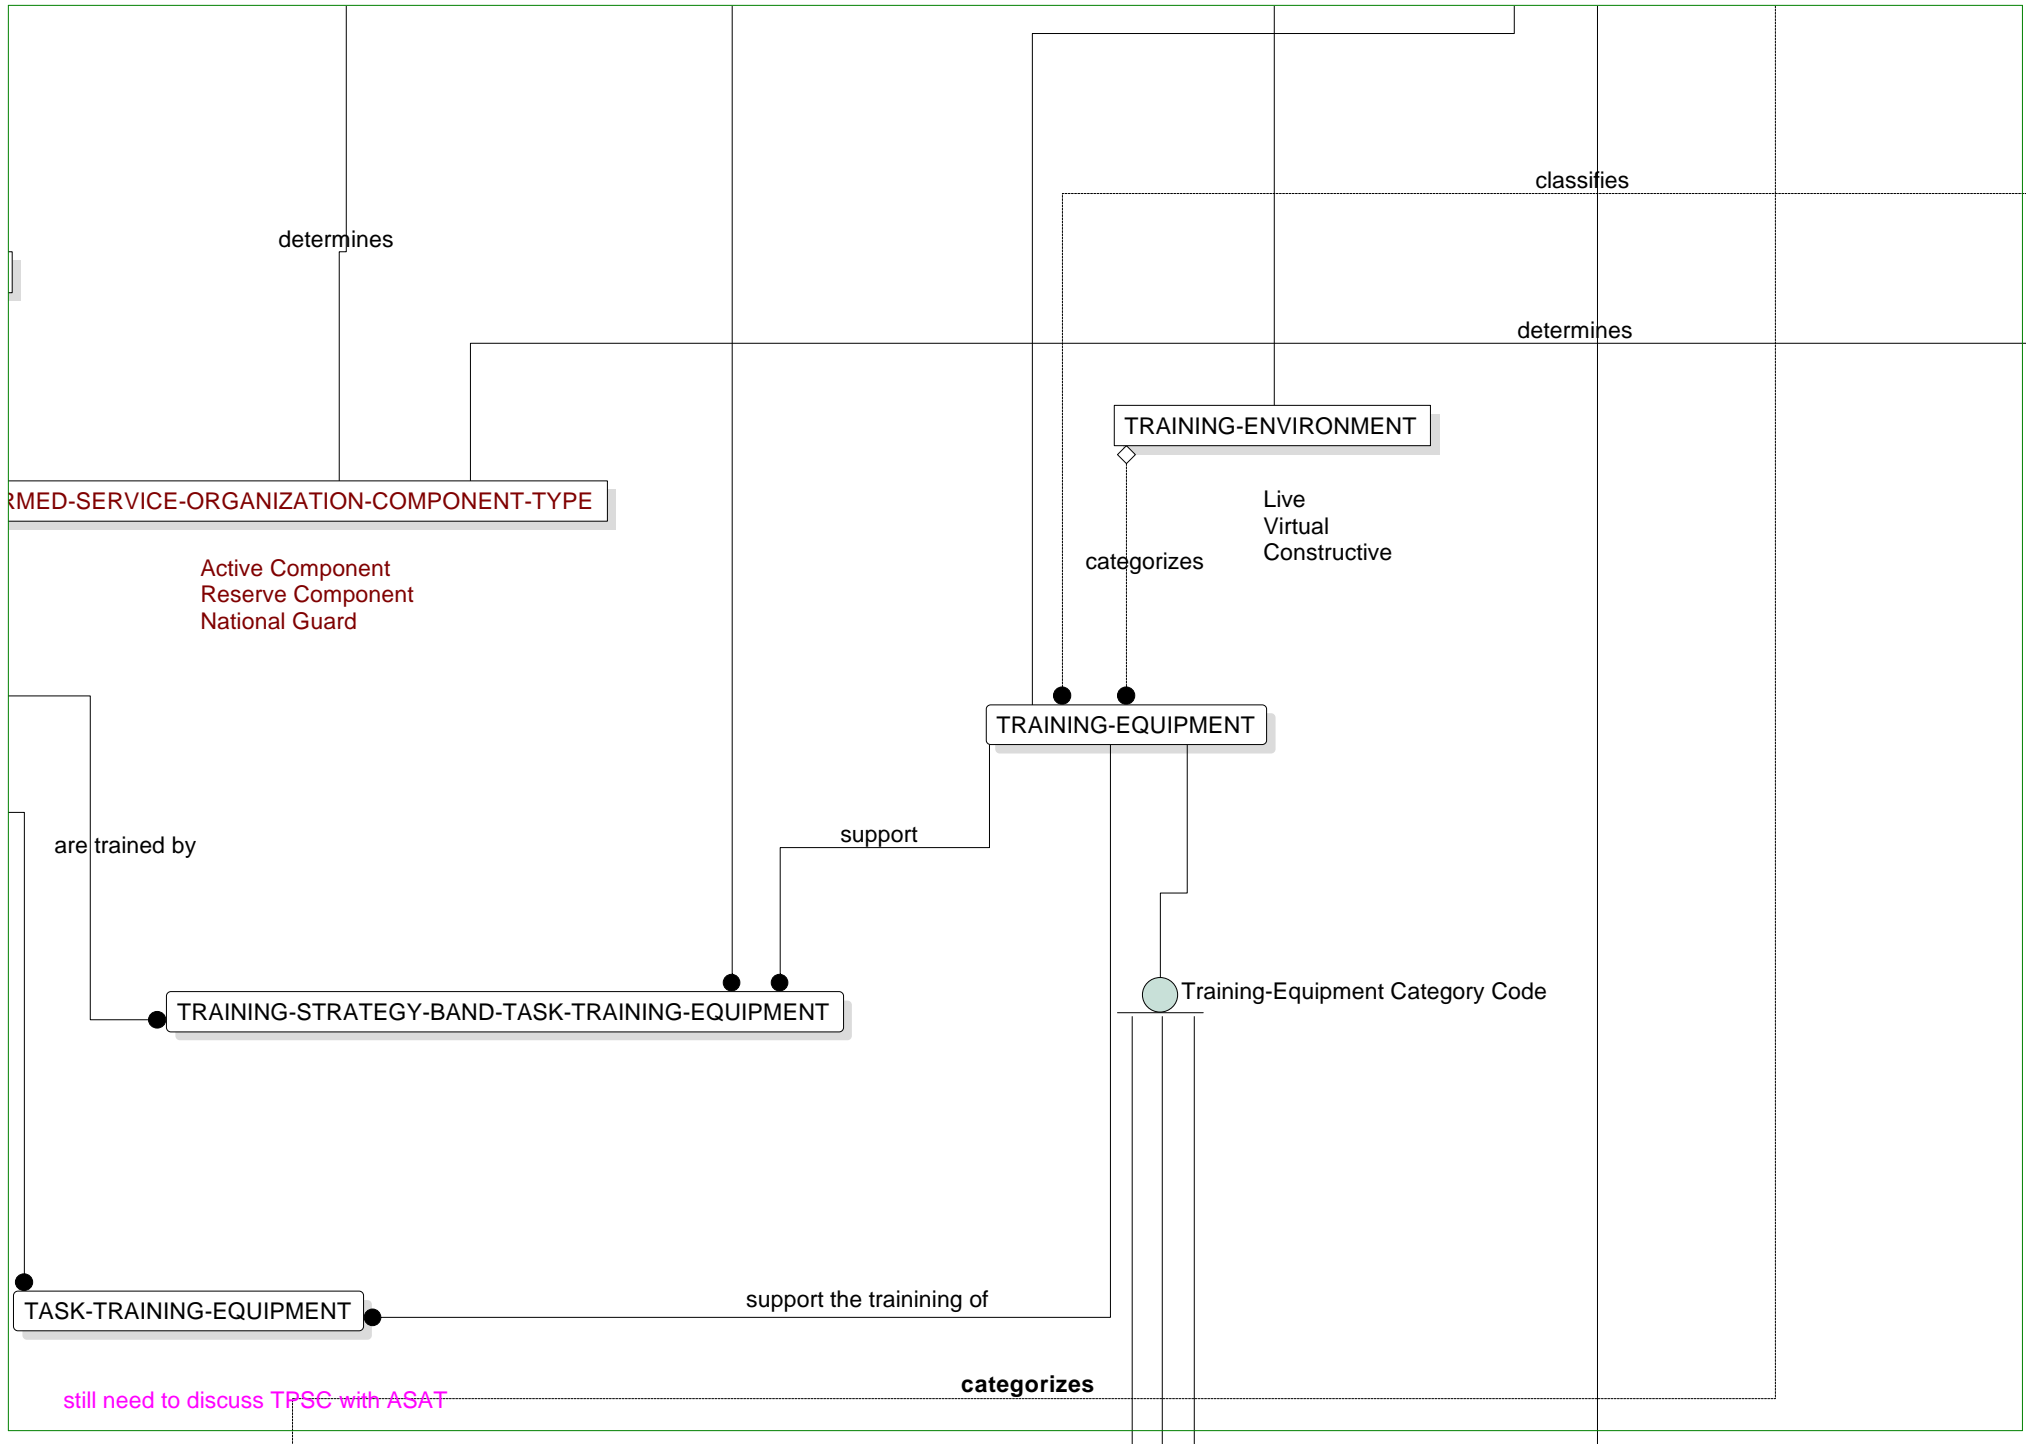 classifies
determines
determines
TRAINING-ENVIRONMENT
RMED-SERVICE-ORGANIZATION-COMPONENT-TYPE
Live
Virtual
Constructive
categorizes
Active Component
Reserve Component
National Guard
TRAINING-EQUIPMENT
support
are trained by
Training-Equipment Category Code
TRAINING-STRATEGY-BAND-TASK-TRAINING-EQUIPMENT
support the trainining of
TASK-TRAINING-EQUIPMENT
categorizes
still need to discuss TPSC with ASAT